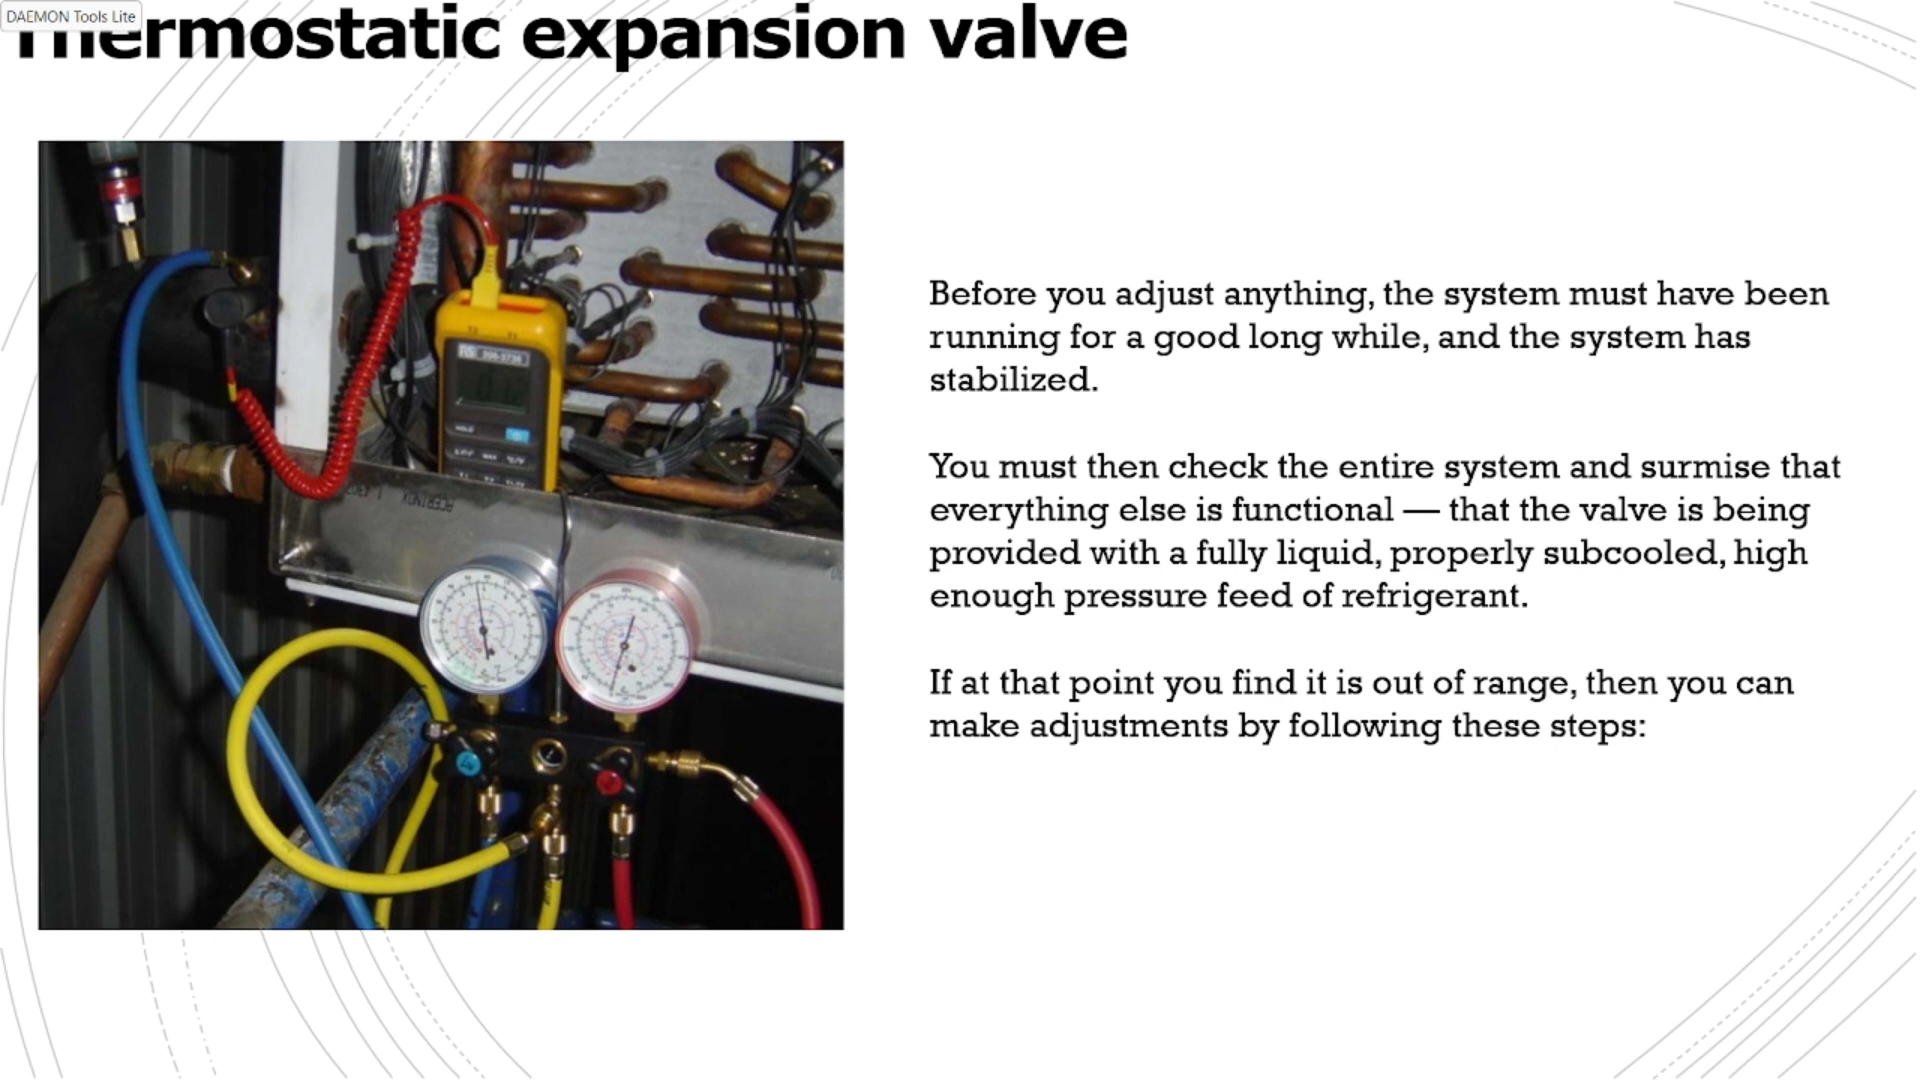 DAEMON Tools Lite
Thermostatic expansion valve
Before you adjust anything, the system must have been
running for a good long while, and the system has
stabilized.
You must then check the entire system and surmise that
everything else is functional — that the valve is being
provided with a fully liquid, properly subcooled, high
enough pressure feed of refrigerant.
If at that point you find it is out of range, then you can
make adjustments by following these steps:
RS
HOLD